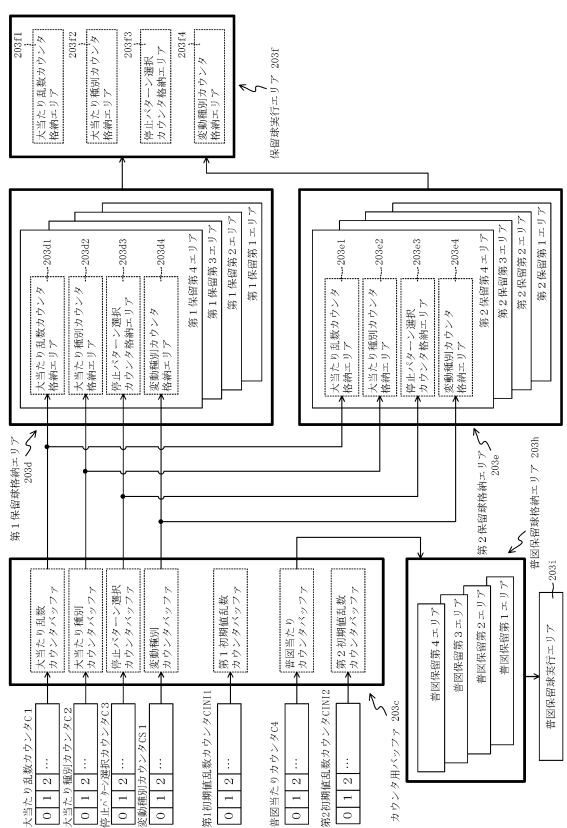 大当たり乱数カウンタC1
0 1 2 …
大当たり種別カウンタC2
0 1 2 …
停止パターン選択カウンタC3
0 1 2 …
変動種別カウンタCS1
0 1 2 …
第1初期値乱数カウンタCINI1
0 1 2 …
普図当たりカウンタC4
0 1 2 …
第2初期値乱数カウンタCINI2
0 1 2 …
大当たり乱数
カウンタバッファ
大当たり種別
カウンタバッファ
停止パターン選択
カウンタバッファ
変動種別
カウンタバッファ
第1初期値乱数
カウンタバッファ
普図当たり
カウンタバッファ
第2初期値乱数
カウンタバッファ
カウンタ用バッファ 203c
第1保留球格納エリア
203d
大当たり乱数カウンタ
格納エリア
203d1
大当たり種別カウンタ
格納エリア
203d2
停止パターン選択
カウンタ格納エリア
203d3
変動種別カウンタ
格納エリア
203d4
第1保留第4エリア
第1保留第3エリア
第1保留第2エリア
第1保留第1エリア
第2保留球格納エリア
203e
大当たり乱数カウンタ
格納エリア
203e1
大当たり種別カウンタ
格納エリア
203e2
停止パターン選択
カウンタ格納エリア
203e3
変動種別カウンタ
格納エリア
203e4
第2保留第4エリア
第2保留第3エリア
第2保留第2エリア
第2保留第1エリア
203f1
大当たり乱数カウンタ
格納エリア
203f2
大当たり種別カウンタ
格納エリア
203f3
停止パターン選択
カウンタ格納エリア
203f4
変動種別カウンタ
格納エリア
保留球実行エリア 203f
普図保留球格納エリア 203h
普図保留第4エリア
普図保留第3エリア
普図保留第2エリア
普図保留第1エリア
普図保留球実行エリア
203i